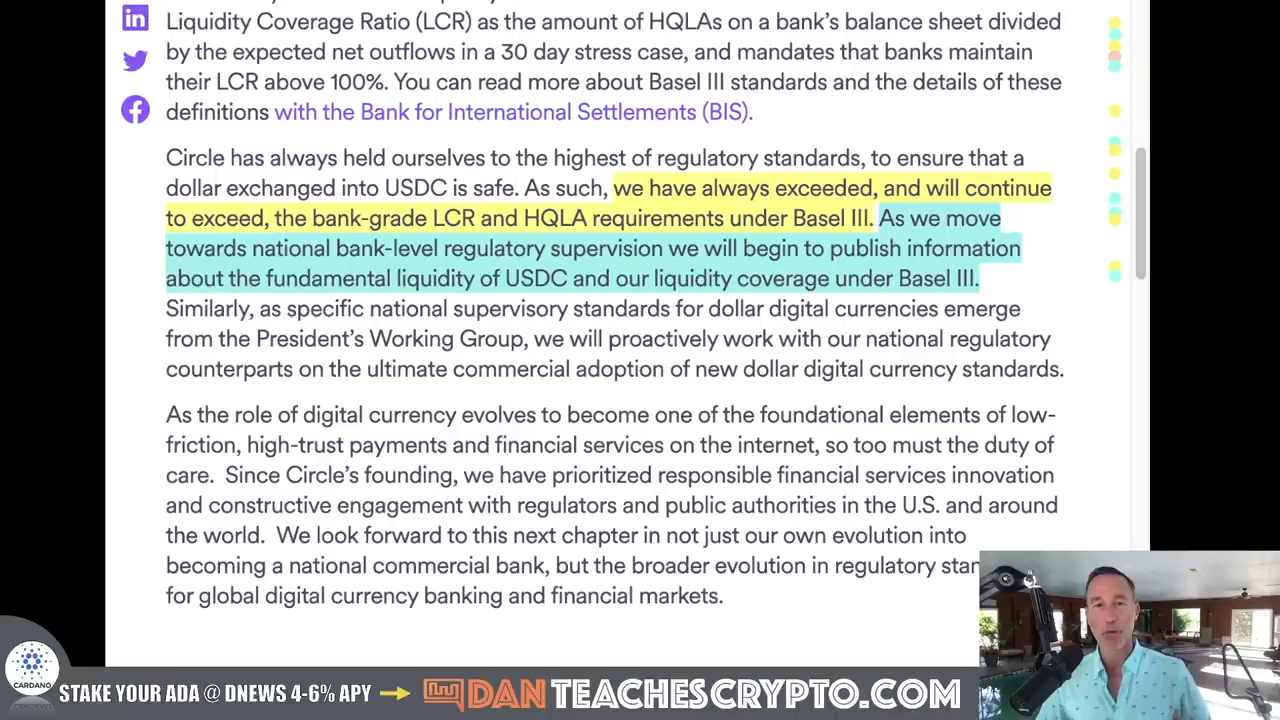 Liquidity Coverage Ratio (LCR) as the amount of HQLAs on a bank's balance sheet divided
by the expected net outflows in a 30 day stress case, and mandates that banks maintain
their LCR above 100%. You can read more about Basel III standards and the details of these
definitions with the Bank for International Settlements (BIS).
Circle has always held ourselves to the highest of regulatory standards, to ensure that a
dollar exchanged into USDC is safe. As such, we have always exceeded, and will continue
to exceed, the bank-grade LCR and HQLA requirements under Basel III. As we move
towards national bank-level regulatory supervision we will begin to publish information
about the fundamental liquidity of USDC and our liquidity coverage under Basel III.
Similarly, as specific national supervisory standards for dollar digital currencies emerge
from the President's Working Group, we will proactively work with our national regulatory
counterparts on the ultimate commercial adoption of new dollar digital currency standards.
As the role of digital currency evolves to become one of the foundational elements of low-
friction, high-trust payments and financial services on the internet, so too must the duty of
care. Since Circle's founding, we have prioritized responsible financial services innovation
and constructive engagement with regulators and public authorities in the U.S. and around
the world. We look forward to this next chapter in not just our own evolution into
becoming a national commercial bank, but the broader evolution in regulatory
for global digital currency banking and financial markets.
CARDANO
STAKE YOUR ADA @ DNEWS 4-6% APY
DANTEACHESCRYPTO.COM